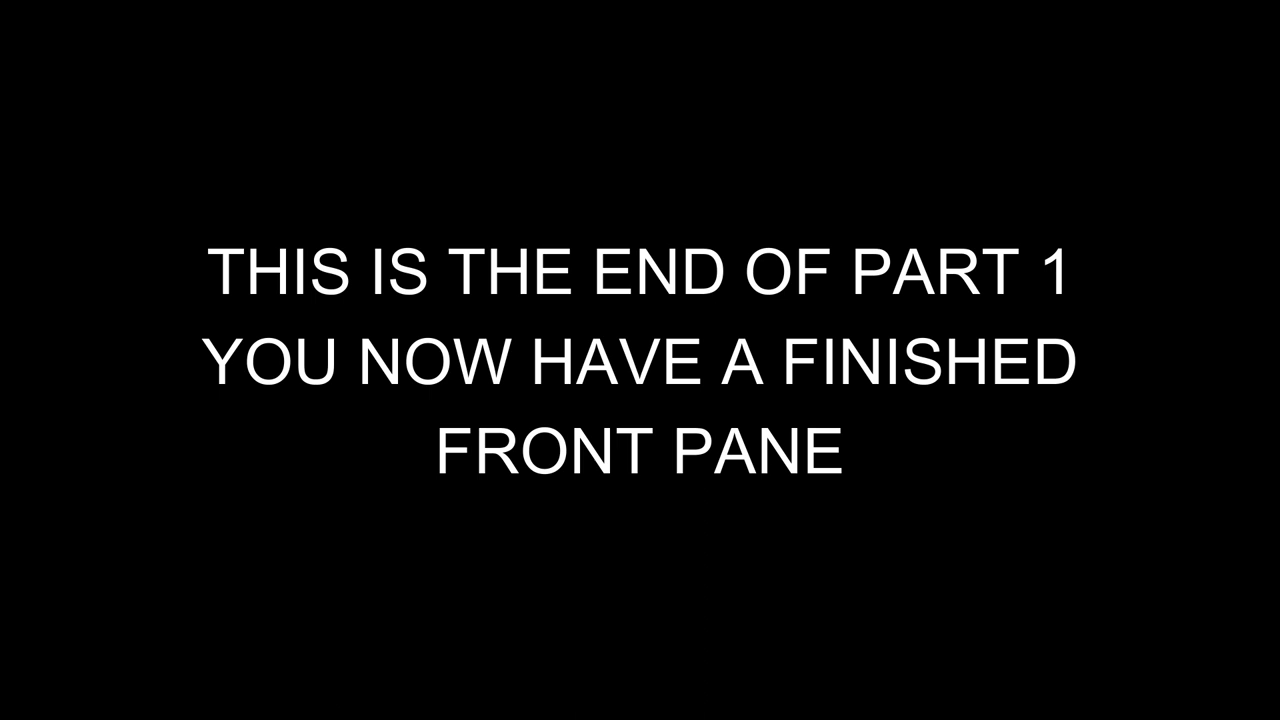 THIS IS THE END OF PART 1
YOU NOW HAVE A FINISHED
FRONT PANE